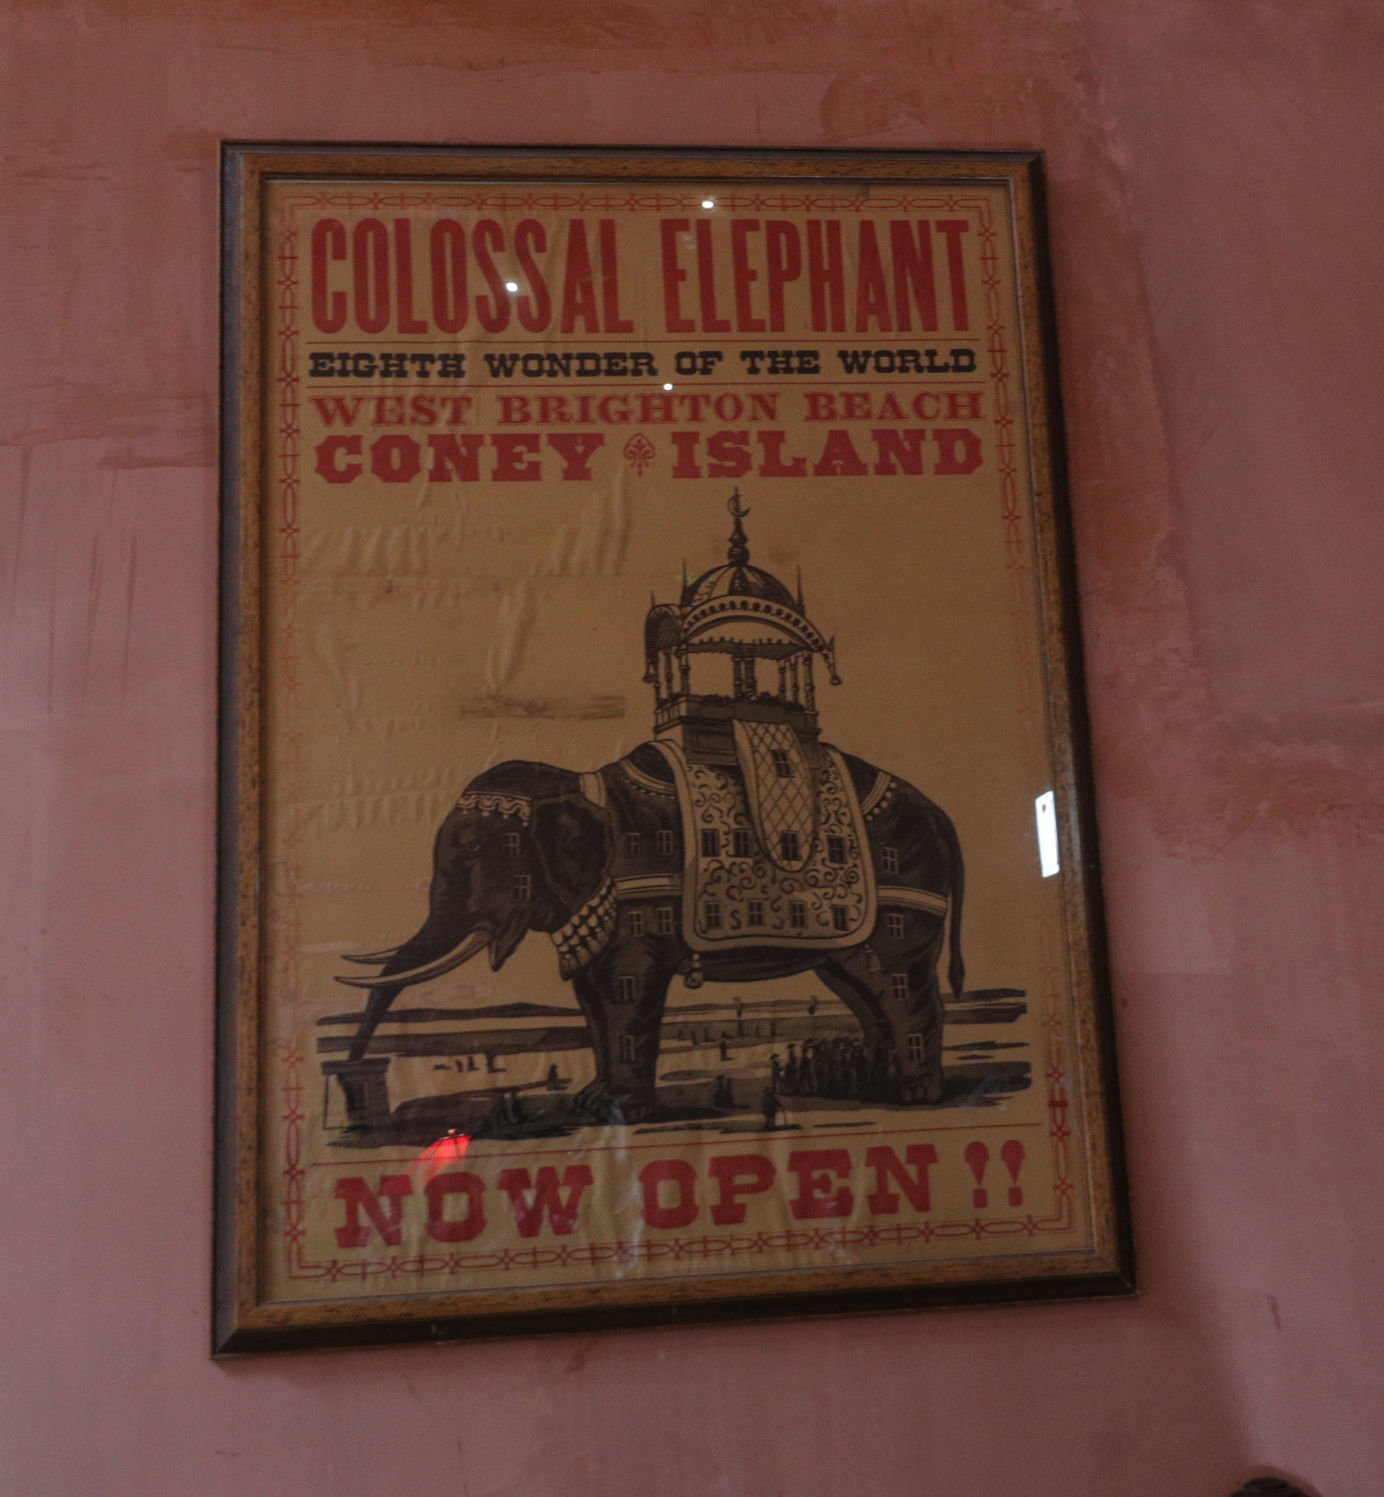 COLOSSAL ELEPHANT
EIGHTH WONDER OF THE WORLD
WEST BRIGHTON BEACH
CONEY ISLAND
NOW OPEN !!